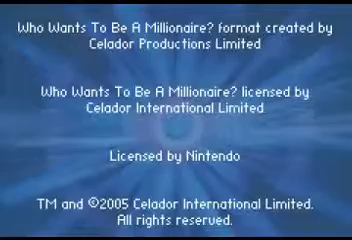 Who Wants To Be A Millionaire? format created by
Celador Productions Limited
Who Wants To Be A Millionaire? licensed by
Celador International Limited
Licensed by Nintendo
TM and ©2005 Celador International Limited.
All rights reserved.